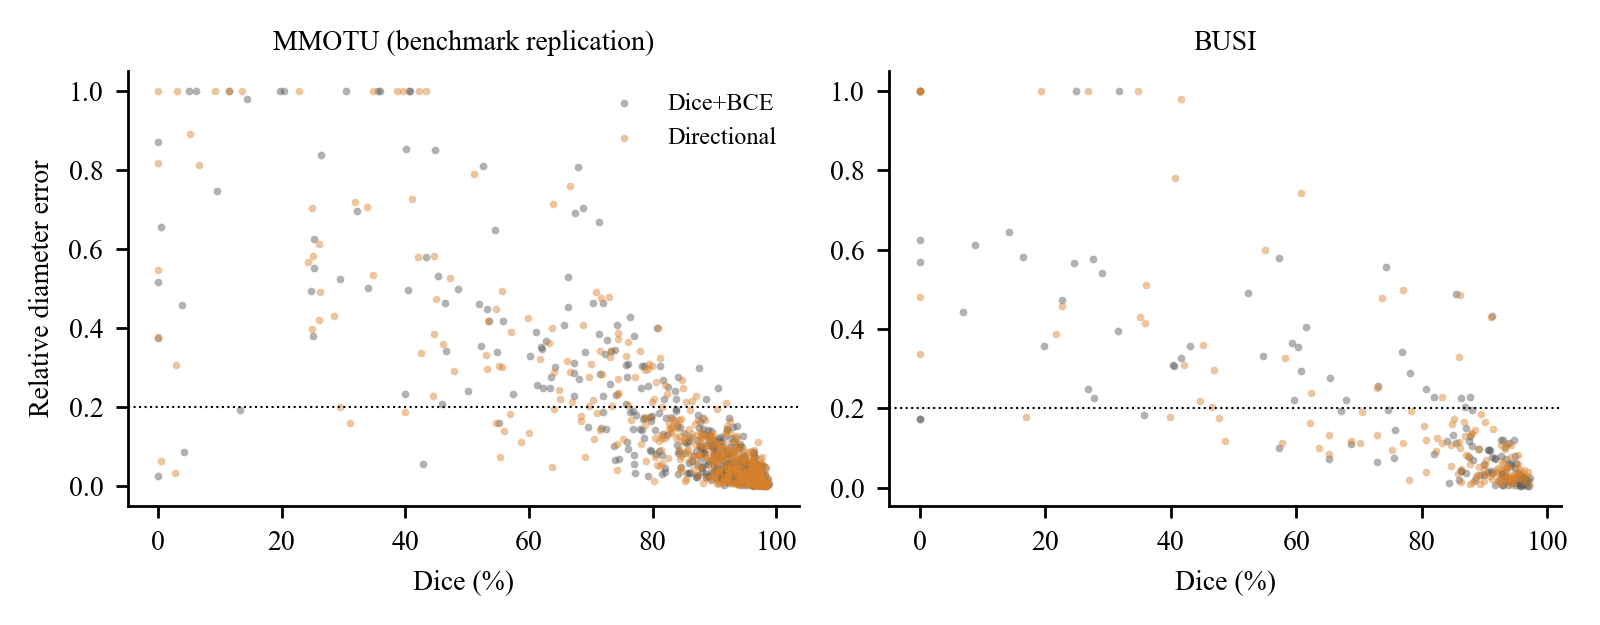 MMOTU (benchmark replication)
Relative diameter error
1.0
0.8
0.6
0.4
0.2
0.0
Dice+BCE
Directional
0 20 40 60 80 100
Dice (%)
BUSI
1.0
0.8
0.6
0.4
0.2
0.0
0 20 40 60 80 100
Dice (%)